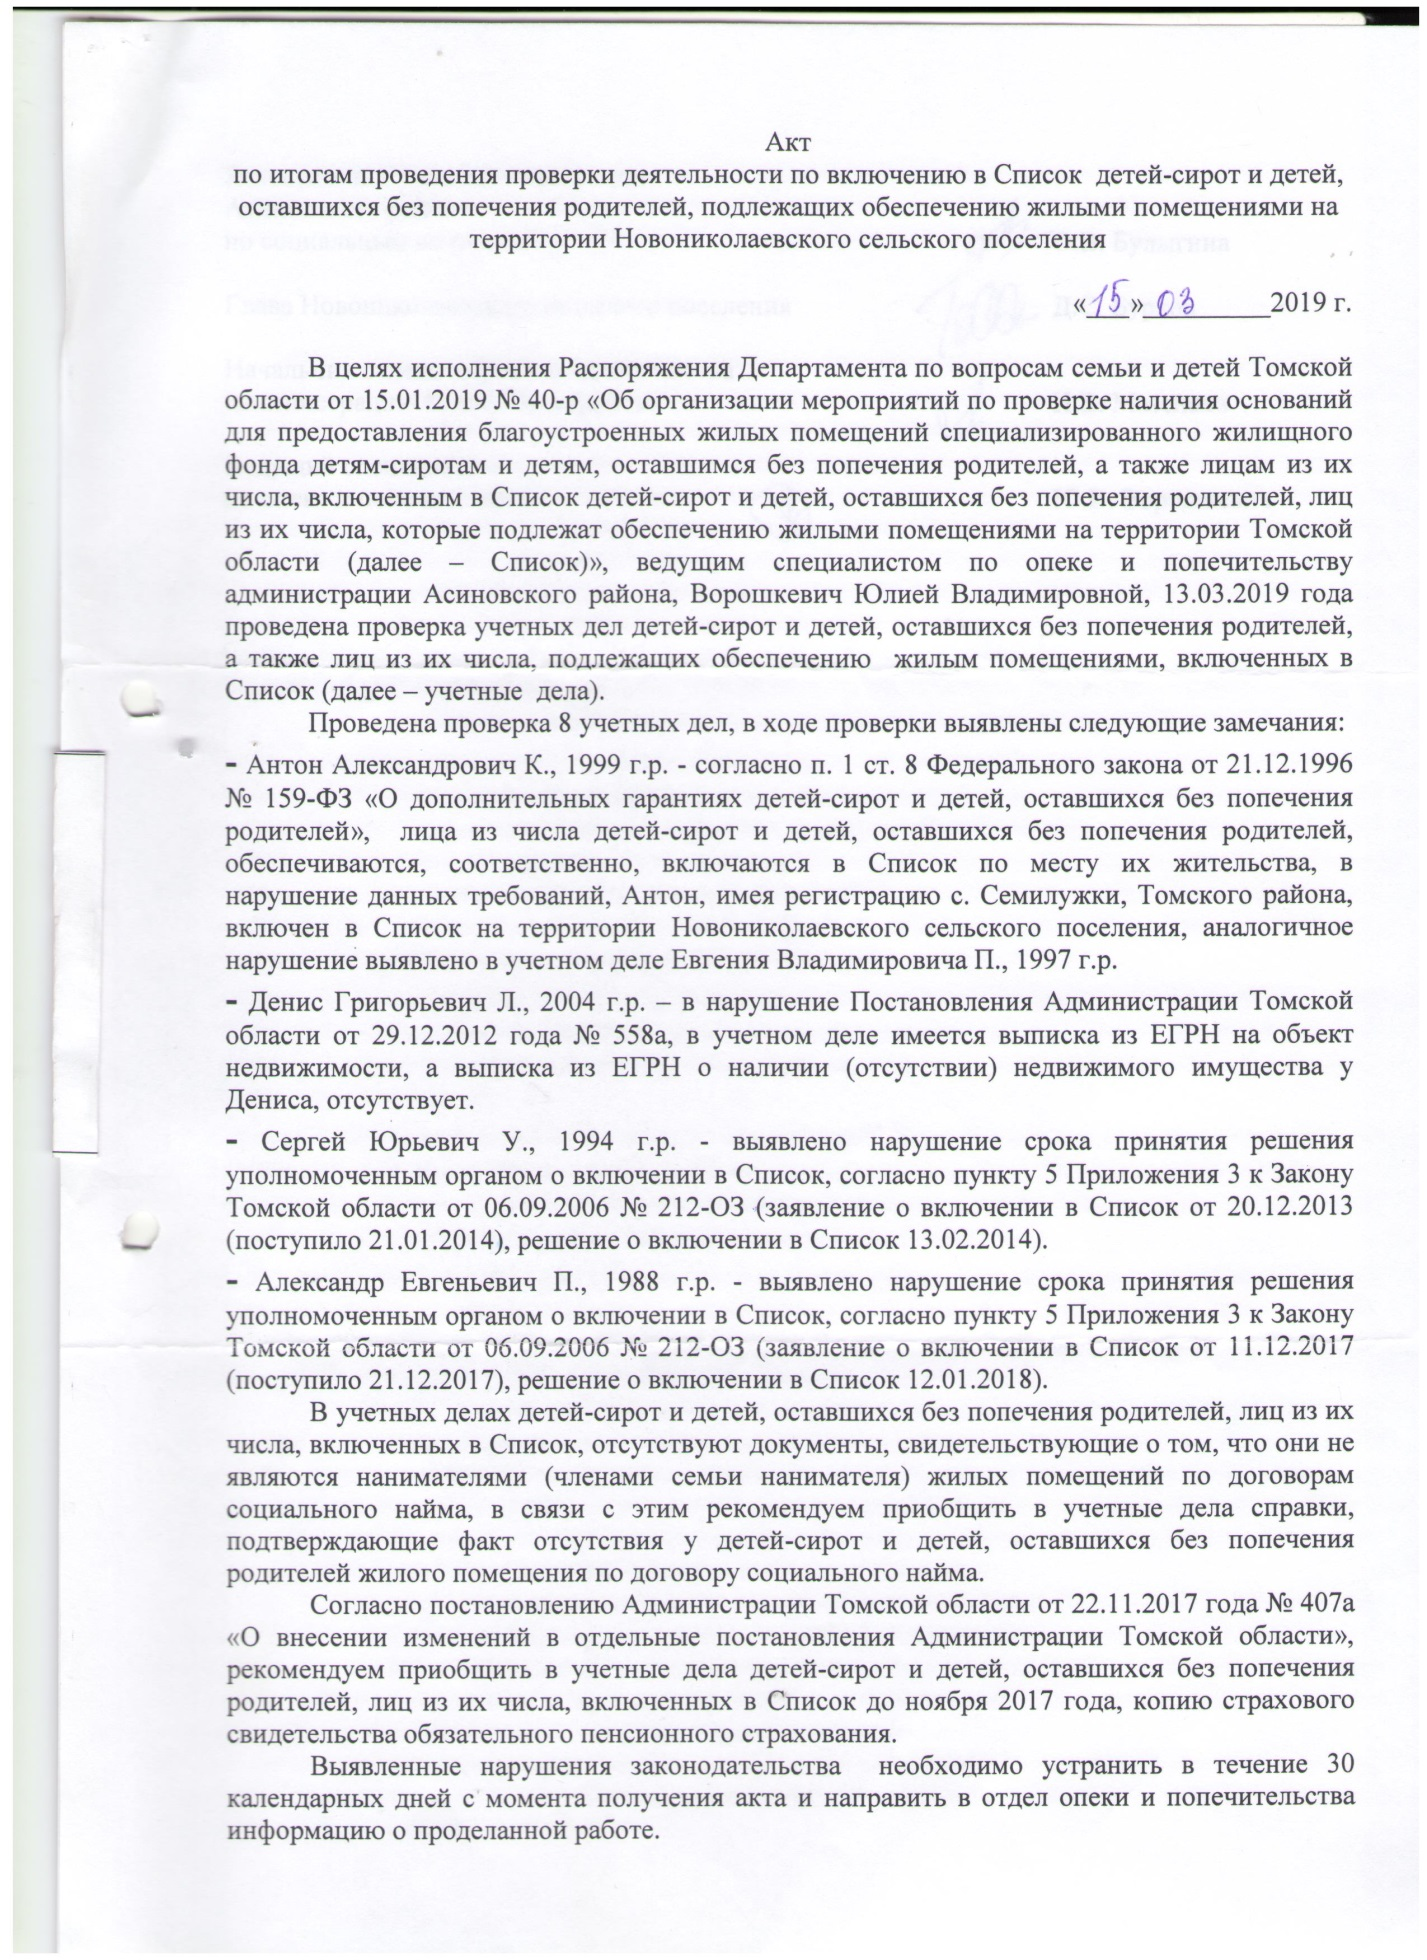 Акт
по итогам проведения проверки деятельности по включению в Список детей-сирот и детей,
оставшихся без попечения родителей, подлежащих обеспечению жилыми помещениями на
территории Новониколаевского сельского поселения
«15» 03 2019 г.
В целях исполнения Распоряжения Департамента по вопросам семьи и детей Томской
области от 15.01.2019 № 40-р «Об организации мероприятий по проверке наличия оснований
для предоставления благоустроенных жилых помещений специализированного жилищного
фонда детям-сиротам и детям, оставшимся без попечения родителей, а также лицам из их
числа, включенным в Список детей-сирот и детей, оставшихся без попечения родителей, лиц
из их числа, которые подлежат обеспечению жилыми помещениями на территории Томской
области (далее – Список)», ведущим специалистом по опеке и попечительству
администрации Асиновского района, Ворошкевич Юлией Владимировной, 13.03.2019 года
проведена проверка учетных дел детей-сирот и детей, оставшихся без попечения родителей,
а также лиц из их числа, подлежащих обеспечению жилым помещениями, включенных в
Список (далее – учетные дела).
Проведена проверка 8 учетных дел, в ходе проверки выявлены следующие замечания:
- Антон Александрович К., 1999 г.р. - согласно п. 1 ст. 8 Федерального закона от 21.12.1996
№ 159-ФЗ «О дополнительных гарантиях детей-сирот и детей, оставшихся без попечения
родителей», лица из числа детей-сирот и детей, оставшихся без попечения родителей,
обеспечиваются, соответственно, включаются в Список по месту их жительства, в
нарушение данных требований, Антон, имея регистрацию с. Семилужки, Томского района,
включен в Список на территории Новониколаевского сельского поселения, аналогичное
нарушение выявлено в учетном деле Евгения Владимировича П., 1997 г.р.
- Денис Григорьевич Л., 2004 г.р. – в нарушение Постановления Администрации Томской
области от 29.12.2012 года № 558а, в учетном деле имеется выписка из ЕГРН на объект
недвижимости, а выписка из ЕГРН о наличии (отсутствии) недвижимого имущества у
Дениса, отсутствует.
- Сергей Юрьевич У., 1994 г.р. - выявлено нарушение срока принятия решения
уполномоченным органом о включении в Список, согласно пункту 5 Приложения 3 к Закону
Томской области от 06.09.2006 № 212-ОЗ (заявление о включении в Список от 20.12.2013
(поступило 21.01.2014), решение о включении в Список 13.02.2014).
- Александр Евгеньевич П., 1988 г.р. - выявлено нарушение срока принятия решения
уполномоченным органом о включении в Список, согласно пункту 5 Приложения 3 к Закону
Томской области от 06.09.2006 № 212-ОЗ (заявление о включении в Список от 11.12.2017
(поступило 21.12.2017), решение о включении в Список 12.01.2018).
В учетных делах детей-сирот и детей, оставшихся без попечения родителей, лиц из их
числа, включенных в Список, отсутствуют документы, свидетельствующие о том, что они не
являются нанимателями (членами семьи нанимателя) жилых помещений по договорам
социального найма, в связи с этим рекомендуем приобщить в учетные дела справки,
подтверждающие факт отсутствия у детей-сирот и детей, оставшихся без попечения
родителей жилого помещения по договору социального найма.
Согласно постановлению Администрации Томской области от 22.11.2017 года № 407а
«О внесении изменений в отдельные постановления Администрации Томской области»,
рекомендуем приобщить в учетные дела детей-сирот и детей, оставшихся без попечения
родителей, лиц из их числа, включенных в Список до ноября 2017 года, копию страхового
свидетельства обязательного пенсионного страхования.
Выявленные нарушения законодательства необходимо устранить в течение 30
календарных дней с момента получения акта и направить в отдел опеки и попечительства
информацию о проделанной работе.